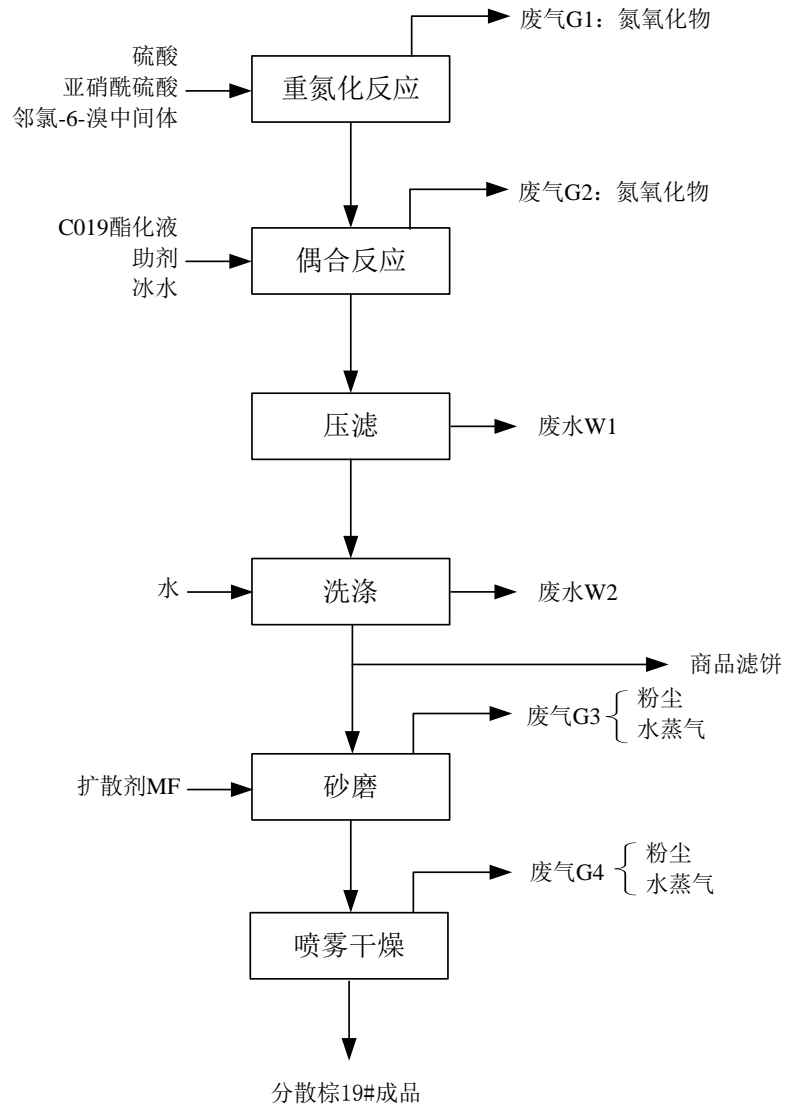 废气G1：氮氧化物
硫酸
亚硝酰硫酸
邻氯-6-溴中间体
重氮化反应
废气G2：氮氧化物
C019酯化液
助剂
冰水
偶合反应
压滤
废水W1
水
洗涤
废水W2
商品滤饼
废气G3
粉尘
水蒸气
扩散剂MF
砂磨
废气G4
粉尘
水蒸气
喷雾干燥
分散棕19#成品